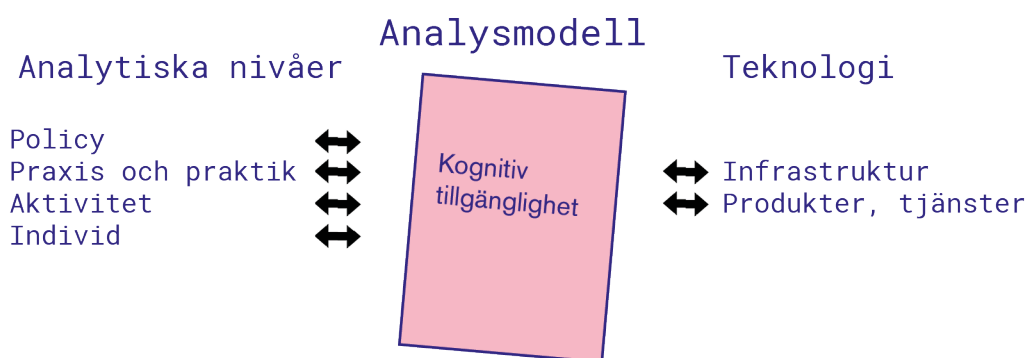 Analysmodell
Analytiska nivåer
Policy
Praxis och praktik
Aktivitet
Individ
Kognitiv
tillgänglighet
Teknologi
Infrastruktur
Produkter, tjänster